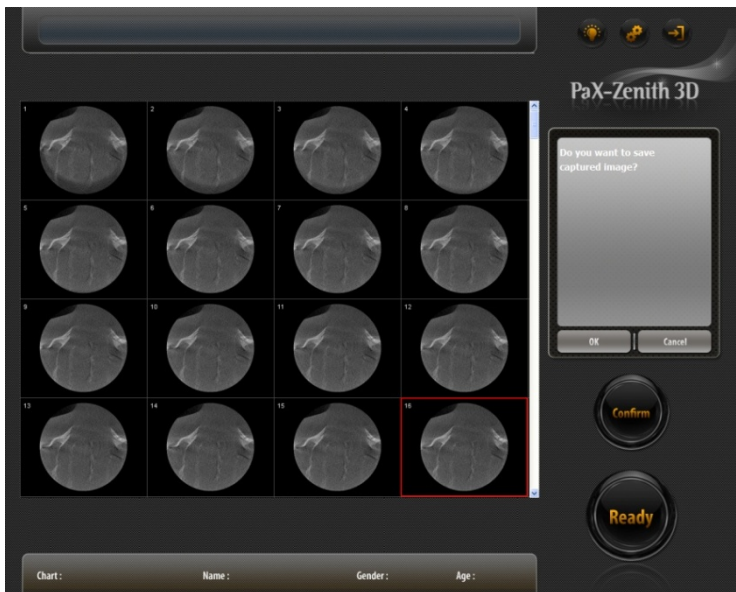 PaX-Zenith 3D
1 2 3 4
Do you want to save
captured image?
5 6 7 8
9 10 11 12
OK Cancel
13 14 15 16
Confirm
Ready
Chart : Name : Gender : Age :